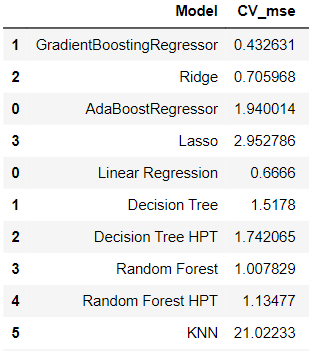 Model CV_mse
1 GradientBoostingRegressor 0.432631
2 Ridge 0.705968
0 AdaBoostRegressor 1.940014
3 Lasso 2.952786
0 Linear Regression 0.6666
1 Decision Tree 1.5178
2 Decision Tree HPT 1.742065
3 Random Forest 1.007829
4 Random Forest HPT 1.13477
5 KNN 21.02233